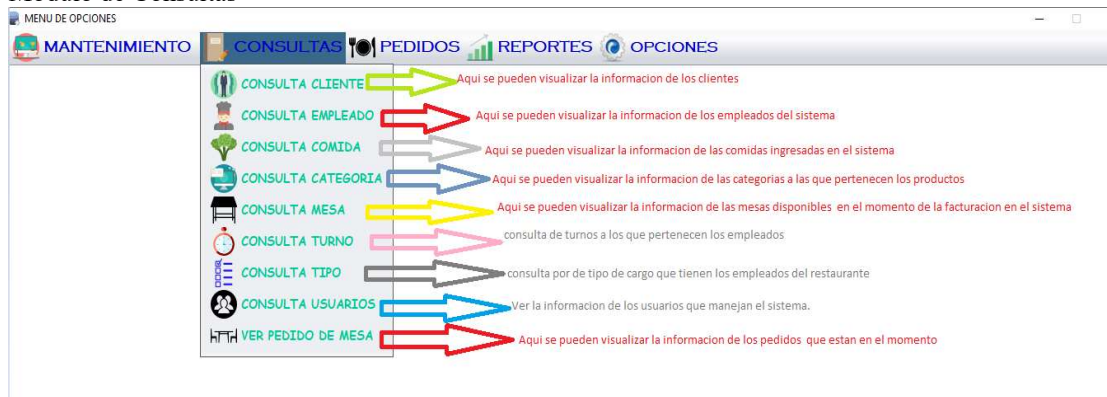 MENU DE OPCIONES
MANTENIMIENTO CONSULTAS PEDIDOS REPORTES OPCIONES
CONSULTA CLIENTE Aqui se pueden visualizar la informacion de los clientes
CONSULTA EMPLEADO Aqui se pueden visualizar la informacion de los empleados del sistema
CONSULTA COMIDA Aqui se pueden visualizar la informacion de las comidas ingresadas en el sistema
CONSULTA CATEGORIA Aqui se pueden visualizar la informacion de las categorias a las que pertenecen los productos
CONSULTA MESA Aqui se pueden visualizar la informacion de las mesas disponibles en el momento de la facturacion en el sistema
CONSULTA TURNO consulta de turnos a los que pertenecen los empleados
CONSULTA TIPO consulta por de tipo de cargo que tienen los empleados del restaurante
CONSULTA USUARIOS Ver la informacion de los usuarios que manejan el sistema.
VER PEDIDO DE MESA Aqui se pueden visualizar la informacion de los pedidos que estan en el momento